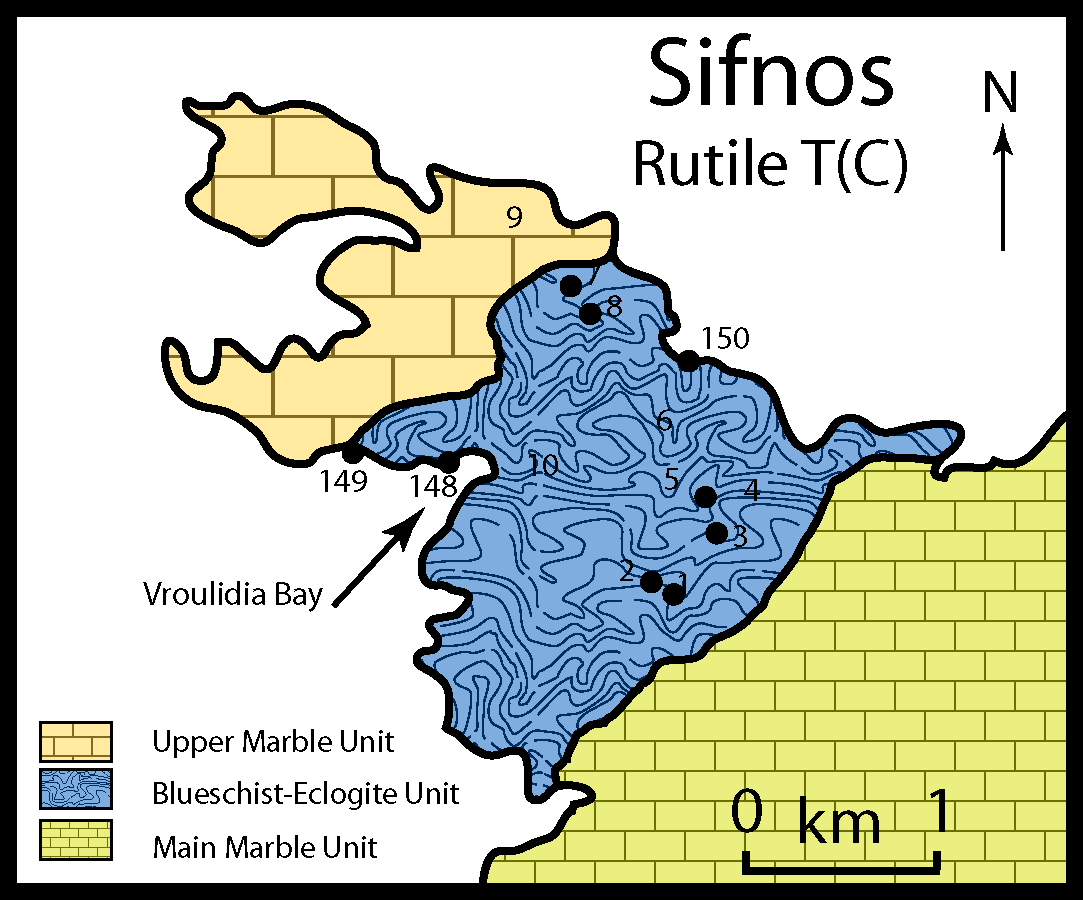 Sifnos
Rutile T(C)
N
9
7
8
150
6
10
149
148
5
4
3
2
1
Vroulidia Bay
Upper Marble Unit
Blueschist-Eclogite Unit
Main Marble Unit
0 km 1